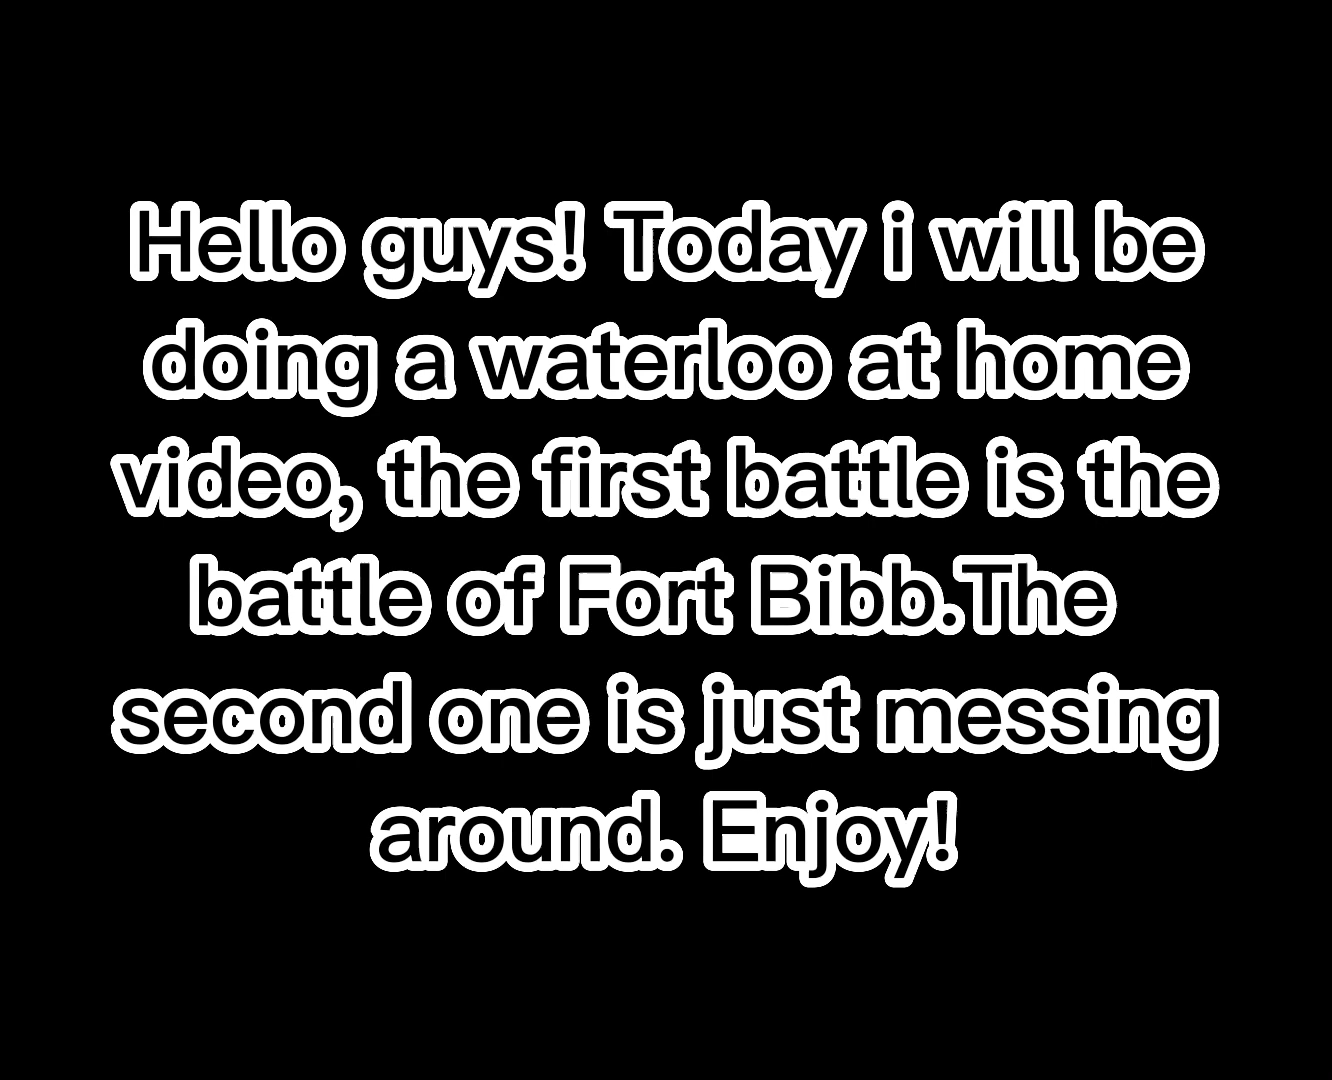 Hello guys! Today i will be
doing a waterloo at home
video, the first battle is the
battle of Fort Bibb.The
second one is just messing
around. Enjoy!